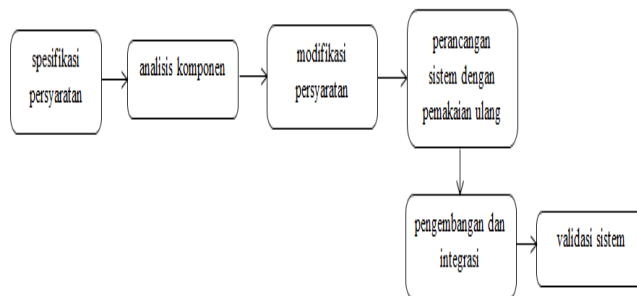 spesifikasi
persyaratan
analisis komponen
modifikasi
persyaratan
perancangan
sistem dengan
pemakaian ulang
pengembangan dan
integrasi
validasi sistem